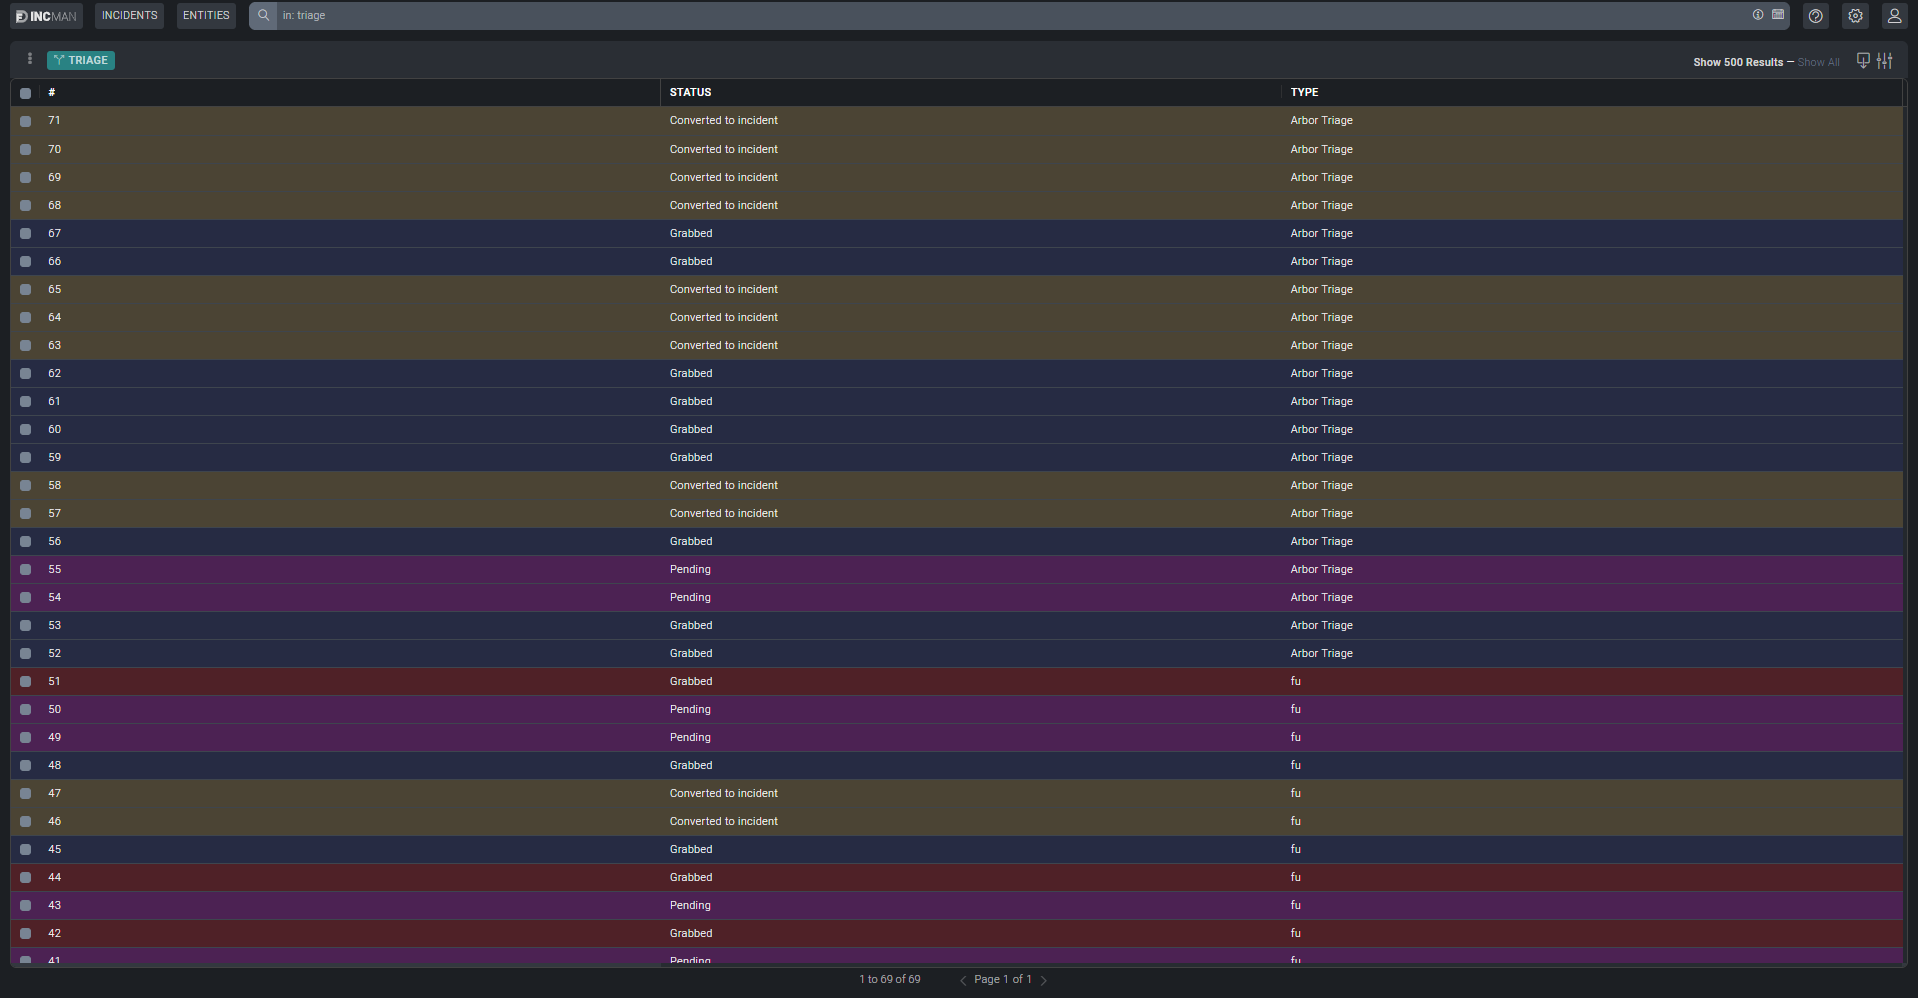 INCMAN INCIDENTS ENTITIES in: triage
TRIAGE Show 500 Results — Show All
# STATUS TYPE
71 Converted to incident Arbor Triage
70 Converted to incident Arbor Triage
69 Converted to incident Arbor Triage
68 Converted to incident Arbor Triage
67 Grabbed Arbor Triage
66 Grabbed Arbor Triage
65 Converted to incident Arbor Triage
64 Converted to incident Arbor Triage
63 Converted to incident Arbor Triage
62 Grabbed Arbor Triage
61 Grabbed Arbor Triage
60 Grabbed Arbor Triage
59 Grabbed Arbor Triage
58 Converted to incident Arbor Triage
57 Converted to incident Arbor Triage
56 Grabbed Arbor Triage
55 Pending Arbor Triage
54 Pending Arbor Triage
53 Grabbed Arbor Triage
52 Grabbed Arbor Triage
51 Grabbed fu
50 Pending fu
49 Pending fu
48 Grabbed fu
47 Converted to incident fu
46 Converted to incident fu
45 Grabbed fu
44 Grabbed fu
43 Pending fu
42 Grabbed fu
41 Pending fu
1 to 69 of 69 Page 1 of 1